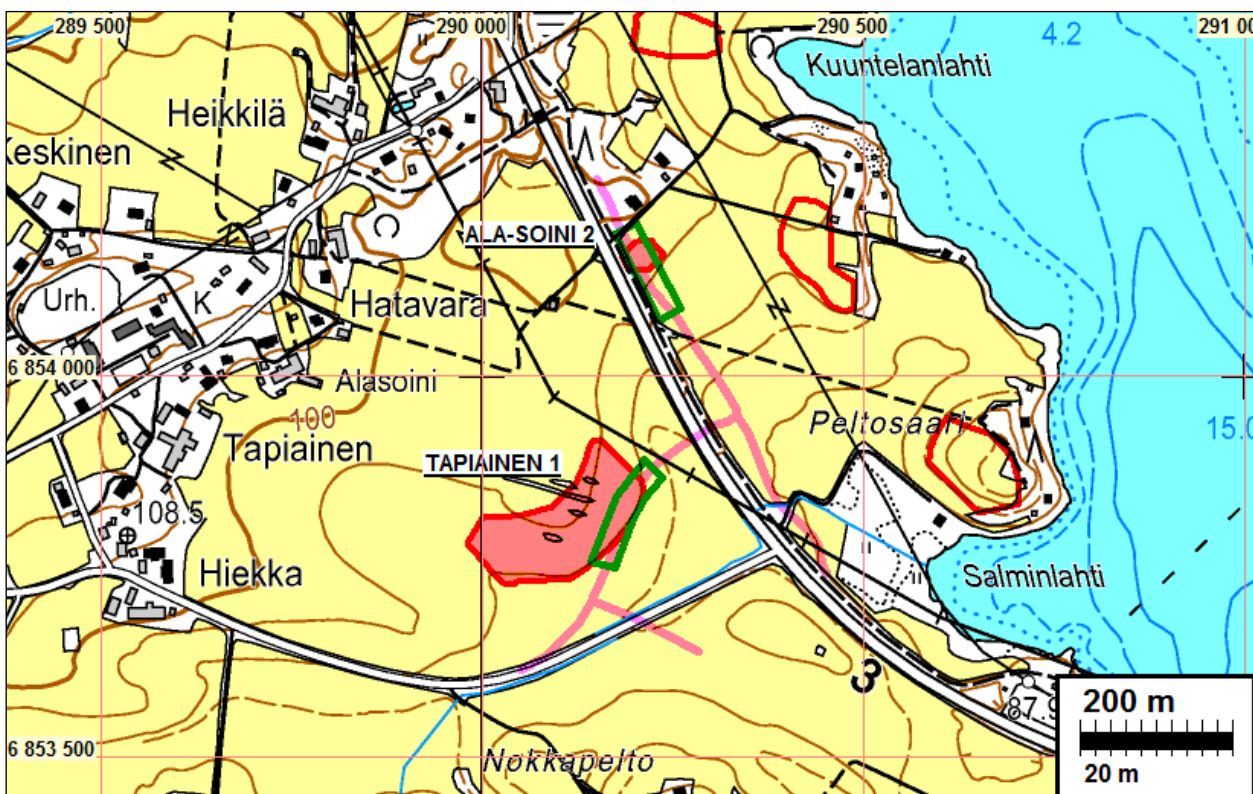 289 500
290 000
290 500
291 0
4.2
Kuuntelanlahti
Heikkilä
Keskinen
ALA-SOINI 2
Urh.
K
Hatavara
6 854 000
Alasoini
100
Peltosaari
15.0
Tapiainen
TAPIAINEN 1
108.5
Hiekka
Salminlahti
3
87.9
200 m
20 m
6 853 500
Nokkapelto